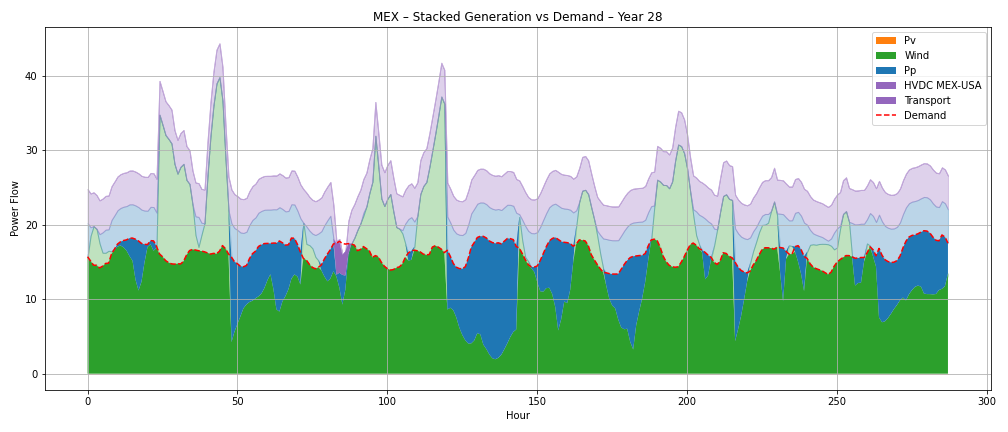 MEX – Stacked Generation vs Demand – Year 28
Power Flow
40
30
20
10
0
0
50
100
150
200
250
300
Hour
Pv
Wind
Pp
HVDC MEX-USA
Transport
Demand